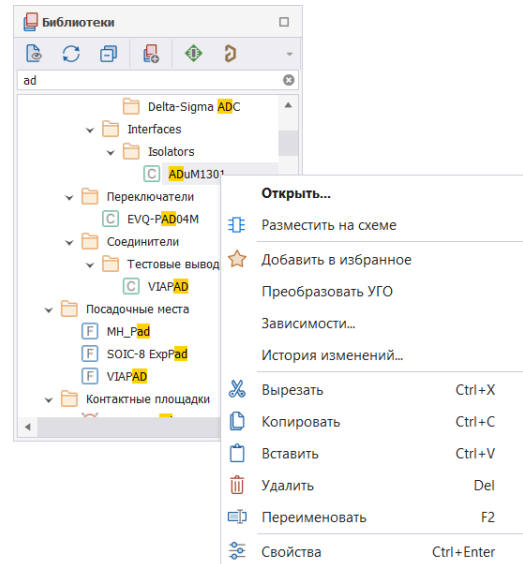 Библиотеки
ad
Delta-Sigma ADC
Interfaces
Isolators
C ADuM1301
Переключатели
C EVQ-PAD04M
Соединители
Тестовые вывод
C VIAPAD
Посадочные места
F MH_Pad
F SOIC-8 ExpPad
F VIAPAD
Контактные площадки
Открыть...
Разместить на схеме
Добавить в избранное
Преобразовать УГО
Зависимости...
История изменений...
Вырезать Ctrl+X
Копировать Ctrl+C
Вставить Ctrl+V
Удалить Del
Переименовать F2
Свойства Ctrl+Enter